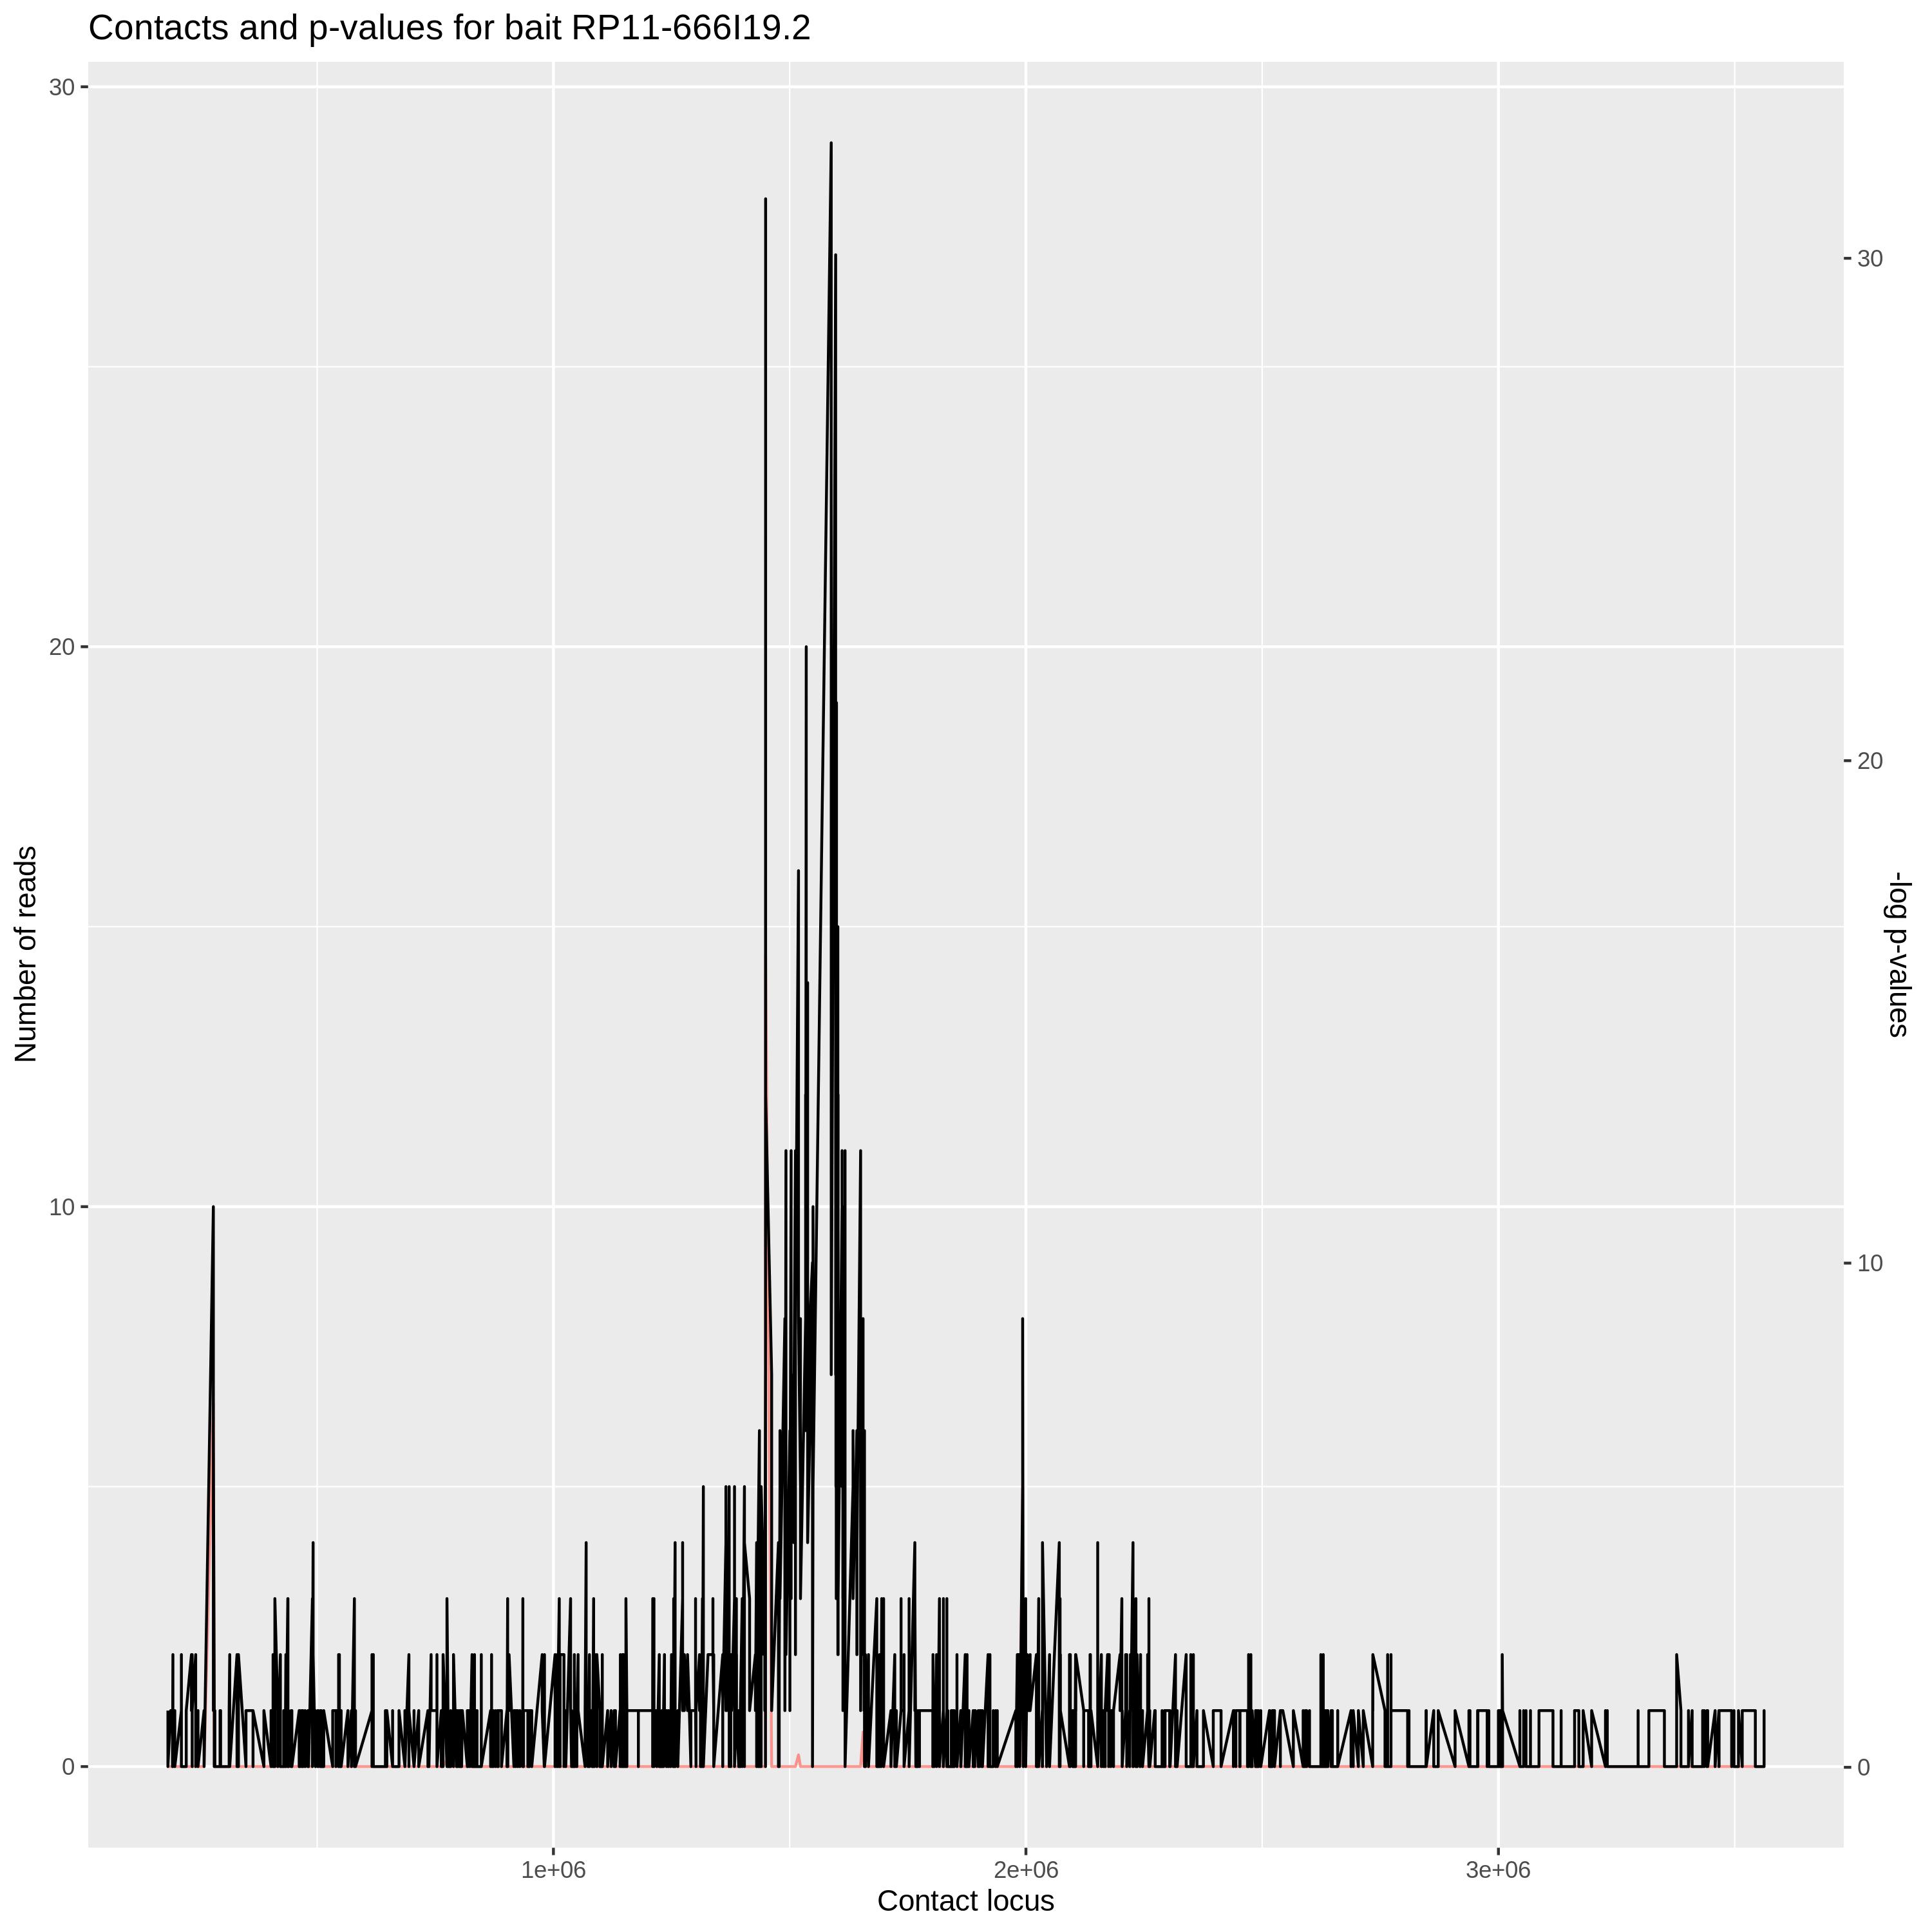 Contacts and p-values for bait RP11-666I19.2
30
20
10
0
Number of reads
30
20
10
0
-log p-values
1e+06
2e+06
3e+06
Contact locus